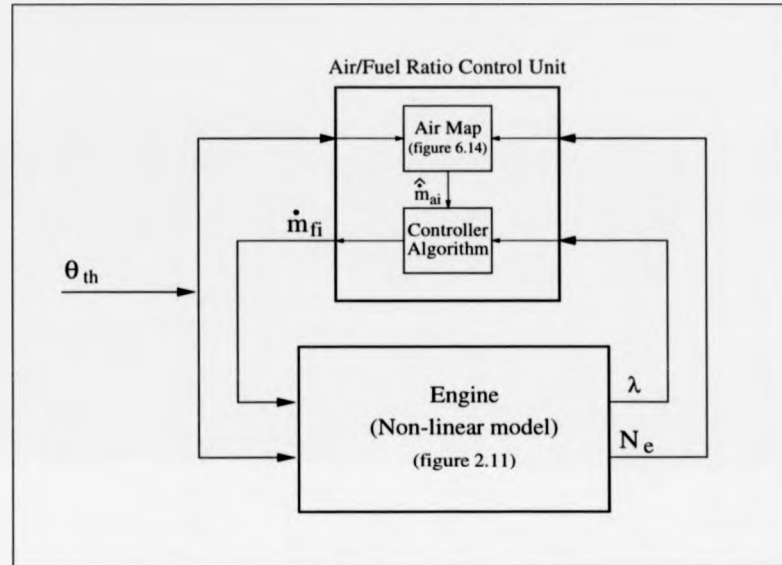 Air/Fuel Ratio Control Unit
Air Map
(figure 6.14)
ṁ̂ai
ṁfi
Controller
Algorithm
θth
Engine
(Non-linear model)
(figure 2.11)
λ
Ne